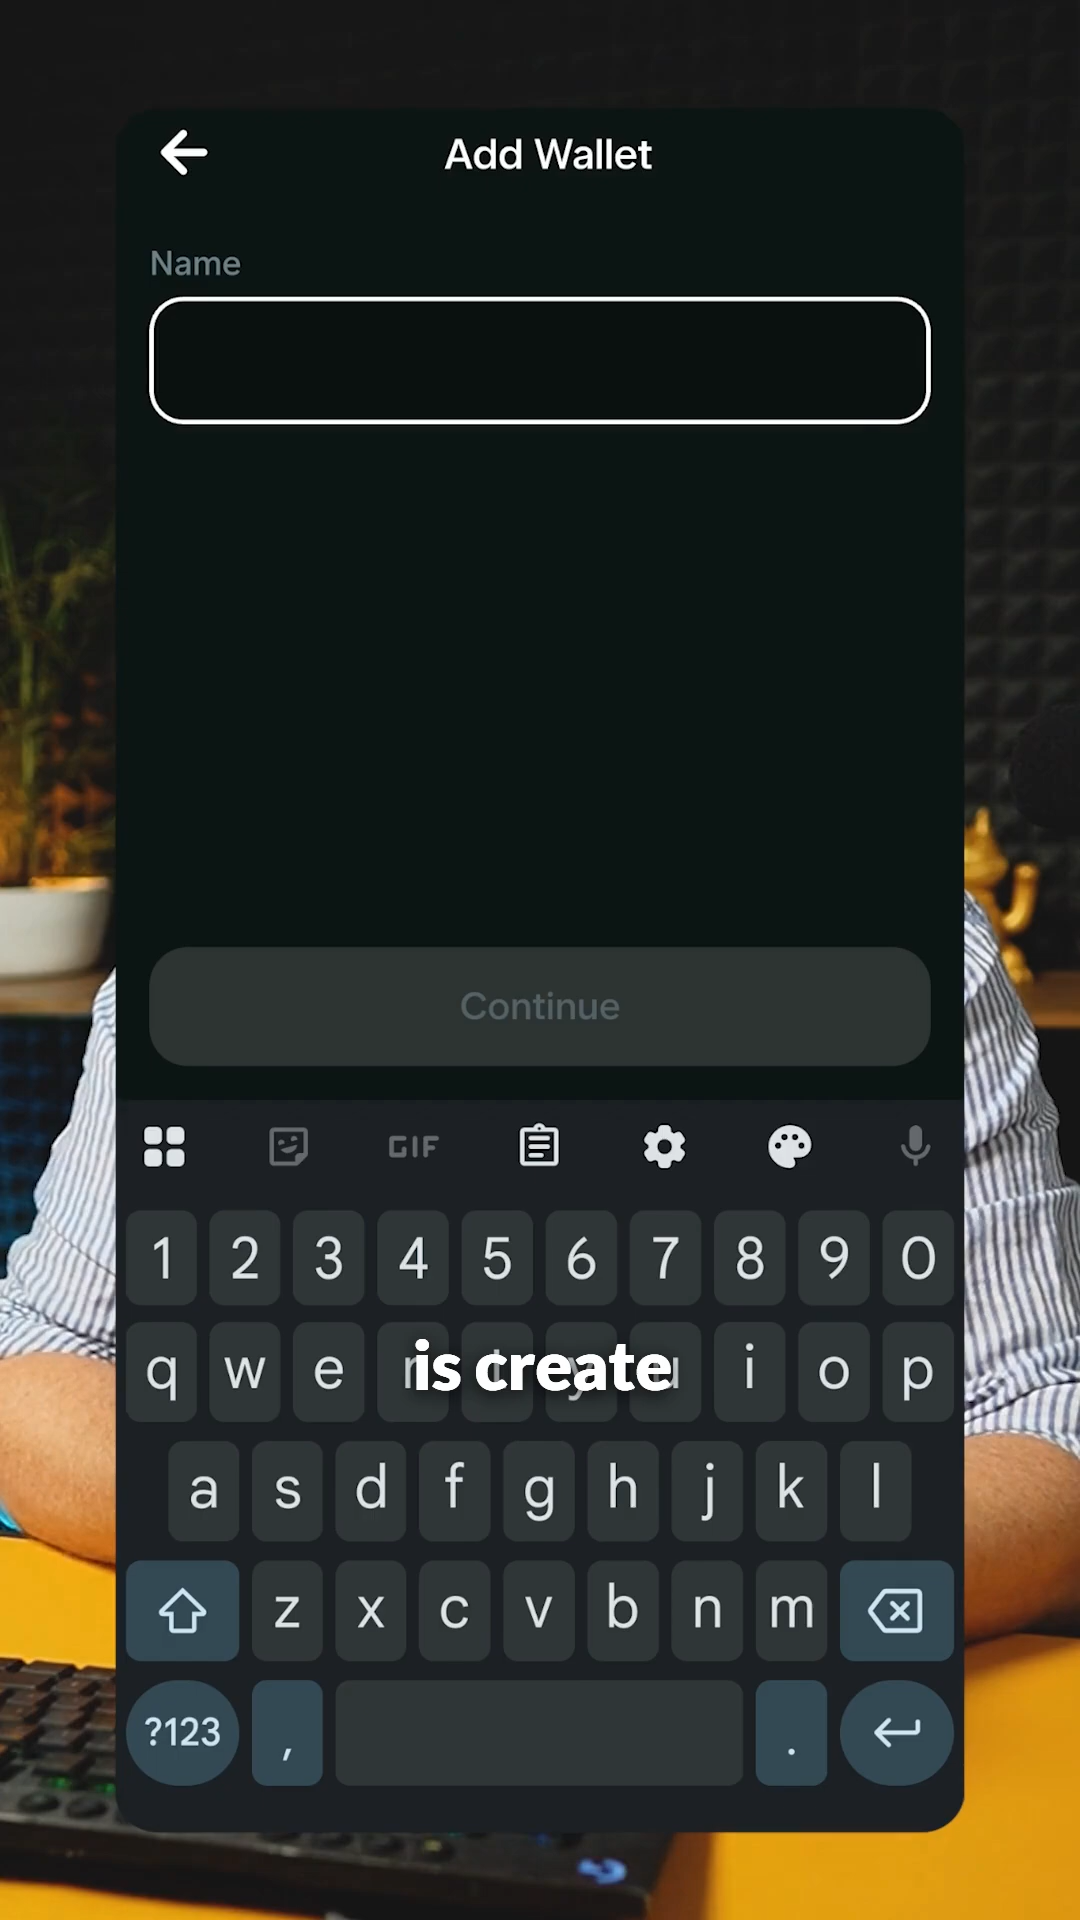 Add Wallet
Name
Continue
GIF
1 2 3 4 5 6 7 8 9 0
q w e r t y u i o p
is create
a s d f g h j k l
z x c v b n m
?123 , .